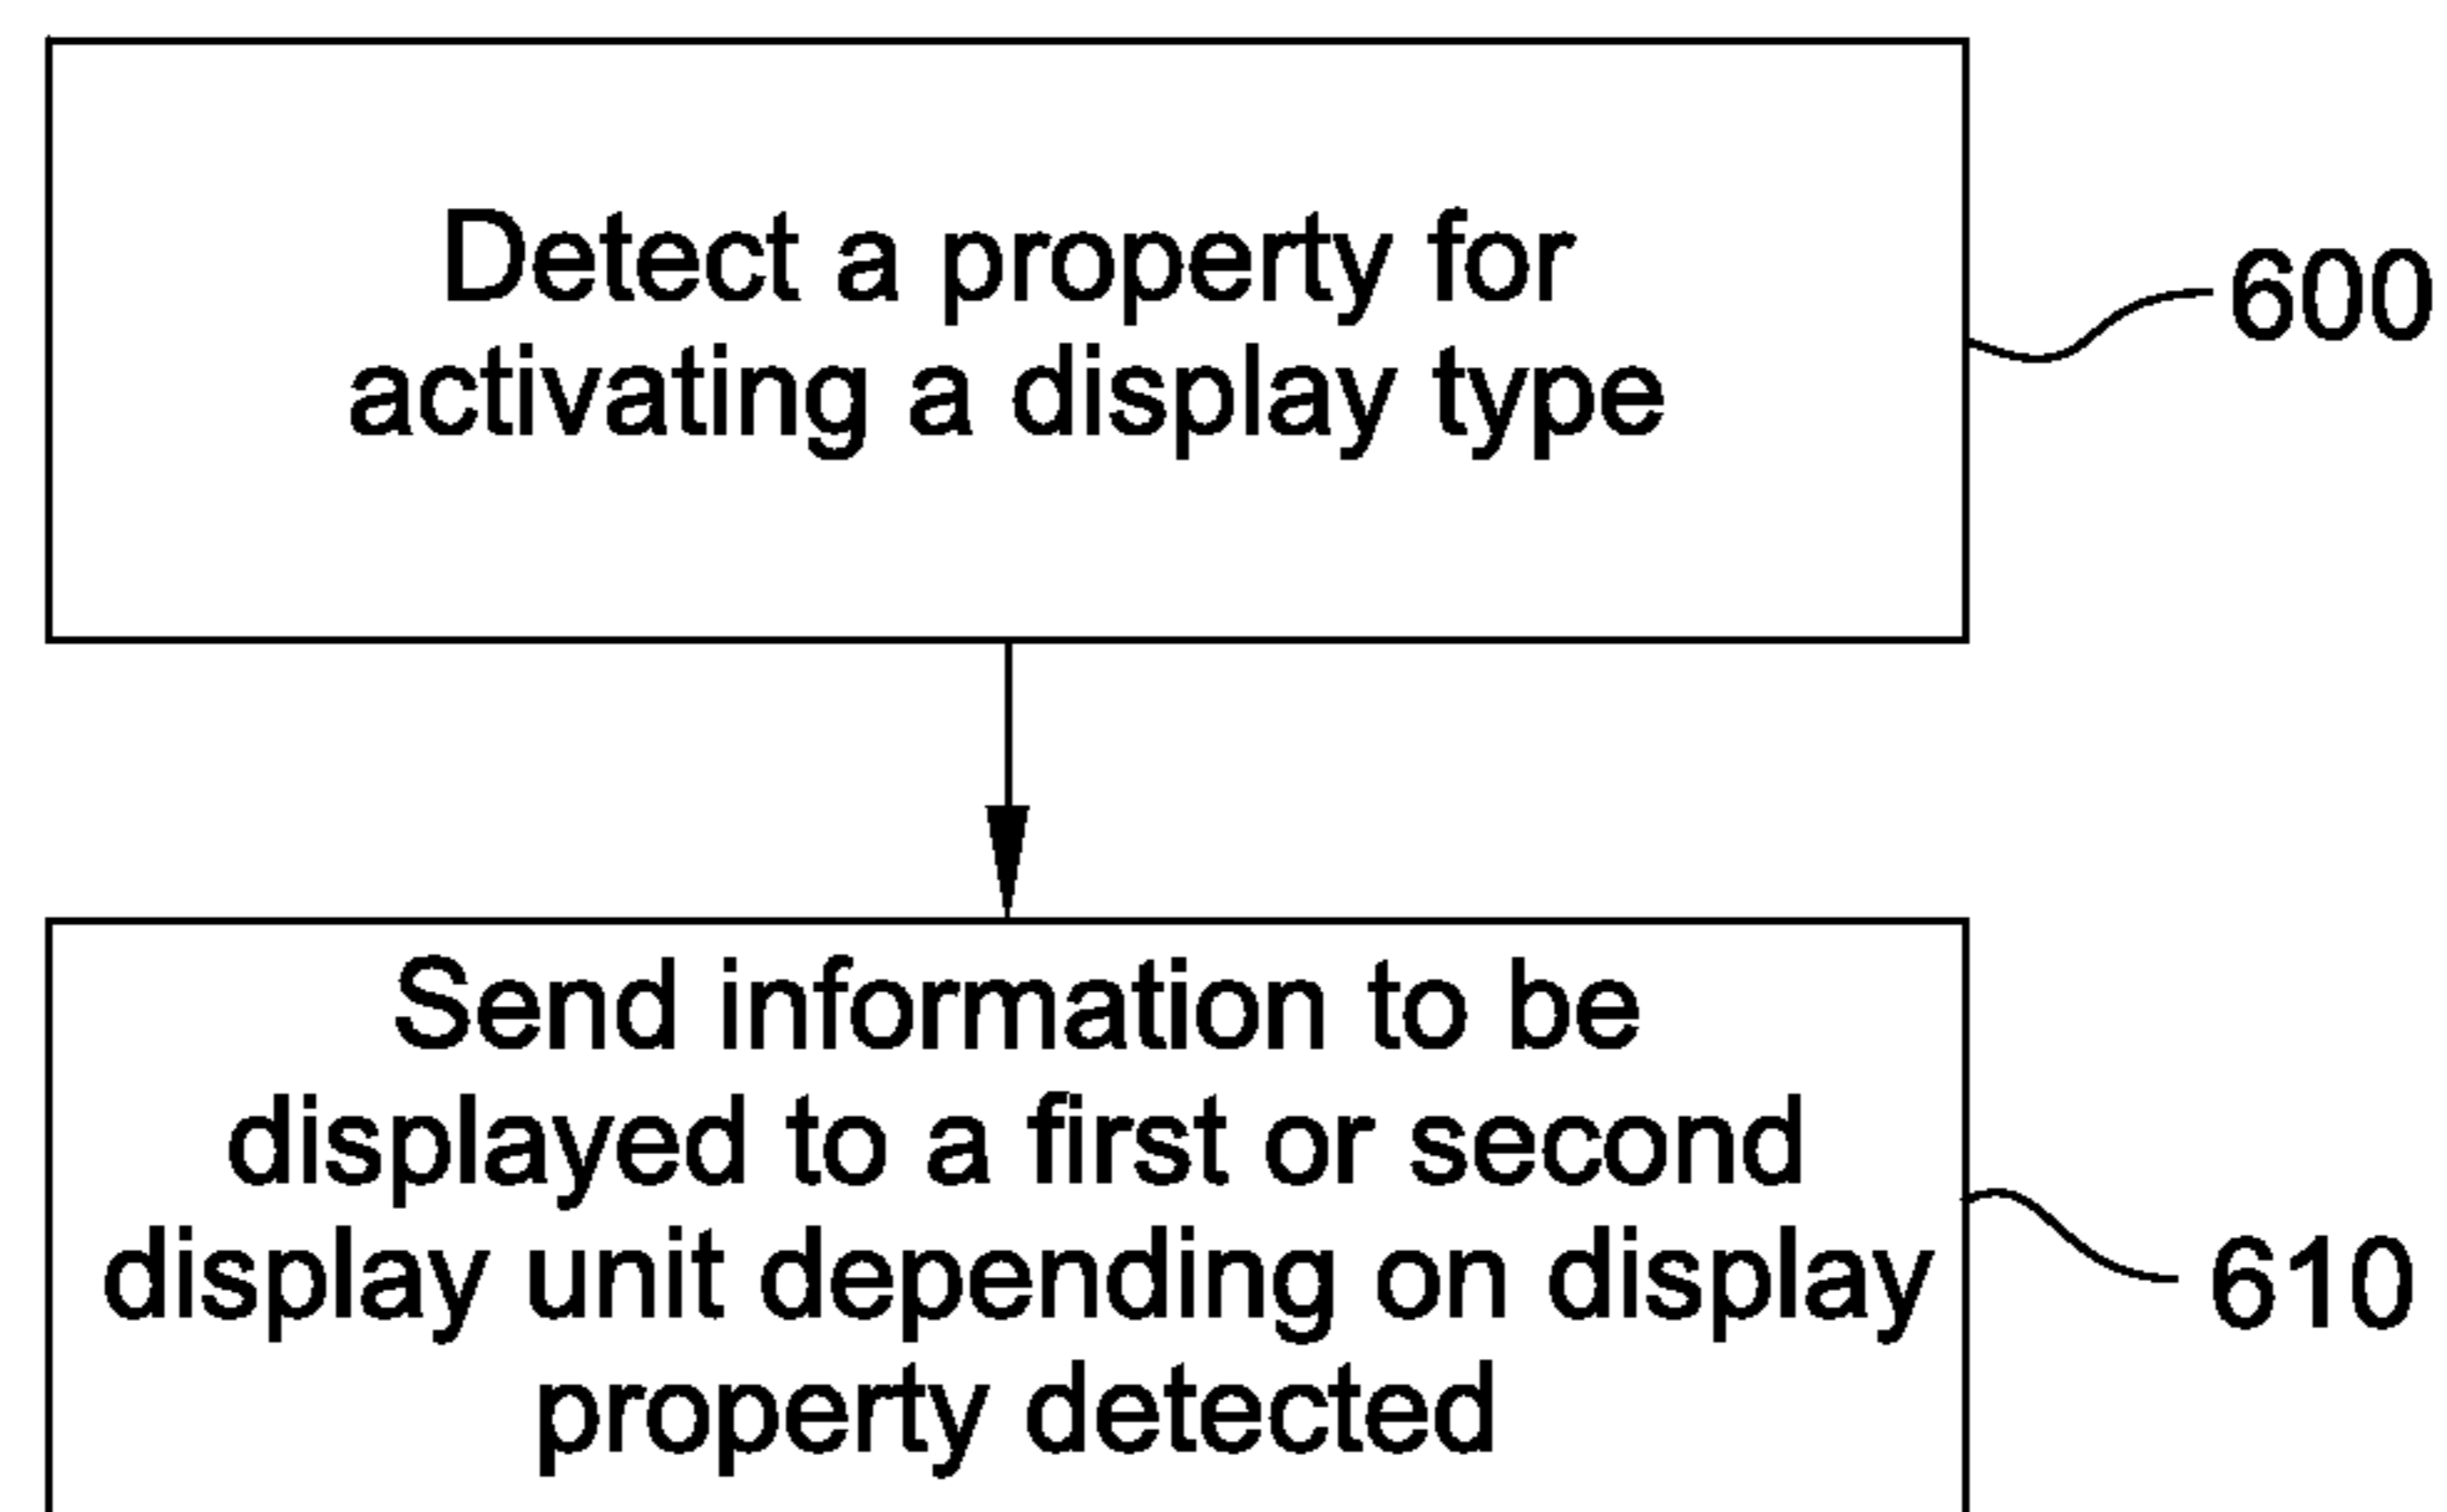 Detect a property for
activating a display type
600
Send information to be
displayed to a first or second
display unit depending on display
property detected
610